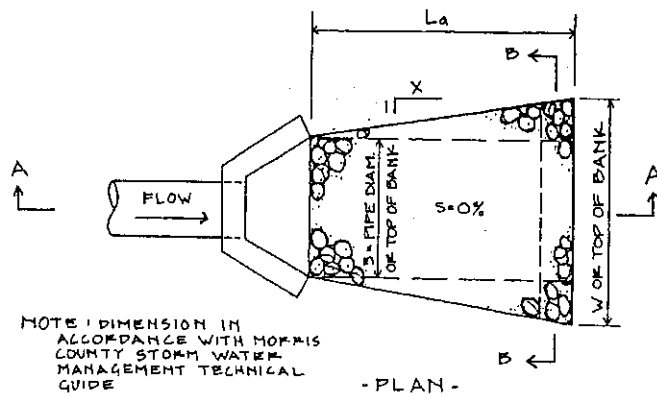 La
B
X
1
A
FLOW
3 × PIPE DIAM.
OR TOP OF BANK
S=0%
W OR TOP OF BANK
A
NOTE: DIMENSION IN
ACCORDANCE WITH MORRIS
COUNTY STORM WATER
MANAGEMENT TECHNICAL
GUIDE
B
- PLAN -